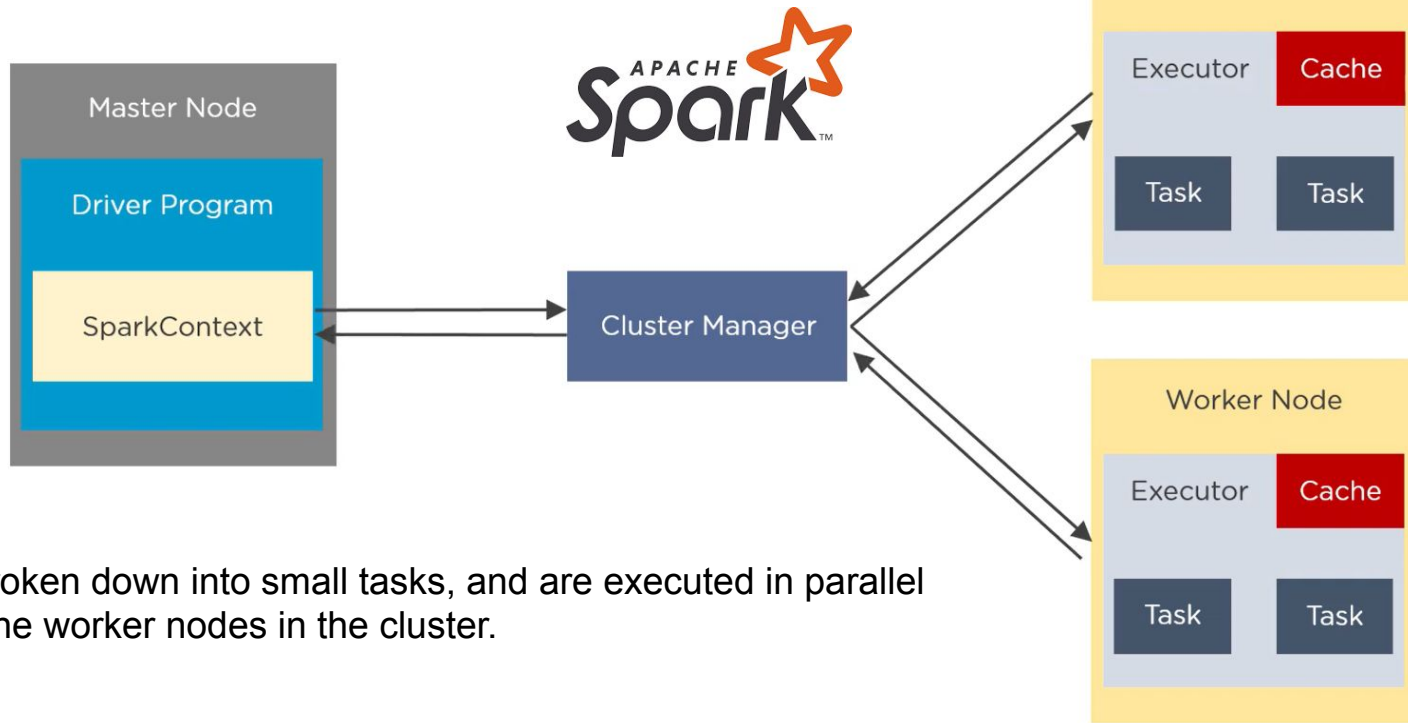 APACHE
Spark
TM
Master Node
Driver Program
SparkContext
Cluster Manager
Executor Cache
Task Task
Worker Node
Executor Cache
Task Task
oken down into small tasks, and are executed in parallel
he worker nodes in the cluster.